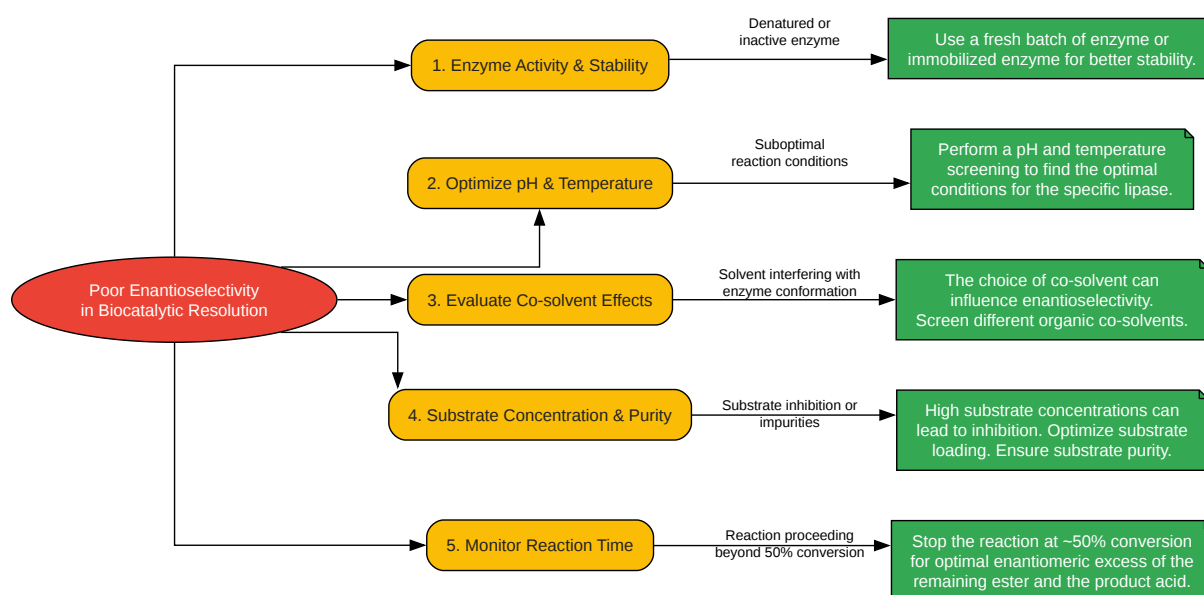 Poor Enantioselectivity
in Biocatalytic Resolution
1. Enzyme Activity & Stability
Denatured or
inactive enzyme
Use a fresh batch of enzyme or
immobilized enzyme for better stability.
2. Optimize pH & Temperature
Suboptimal
reaction conditions
Perform a pH and temperature
screening to find the optimal
conditions for the specific lipase.
3. Evaluate Co-solvent Effects
Solvent interfering with
enzyme conformation
The choice of co-solvent can
influence enantioselectivity.
Screen different organic co-solvents.
4. Substrate Concentration & Purity
Substrate inhibition or
impurities
High substrate concentrations can
lead to inhibition. Optimize substrate
loading. Ensure substrate purity.
5. Monitor Reaction Time
Reaction proceeding
beyond 50% conversion
Stop the reaction at ~50% conversion
for optimal enantiomeric excess of the
remaining ester and the product acid.